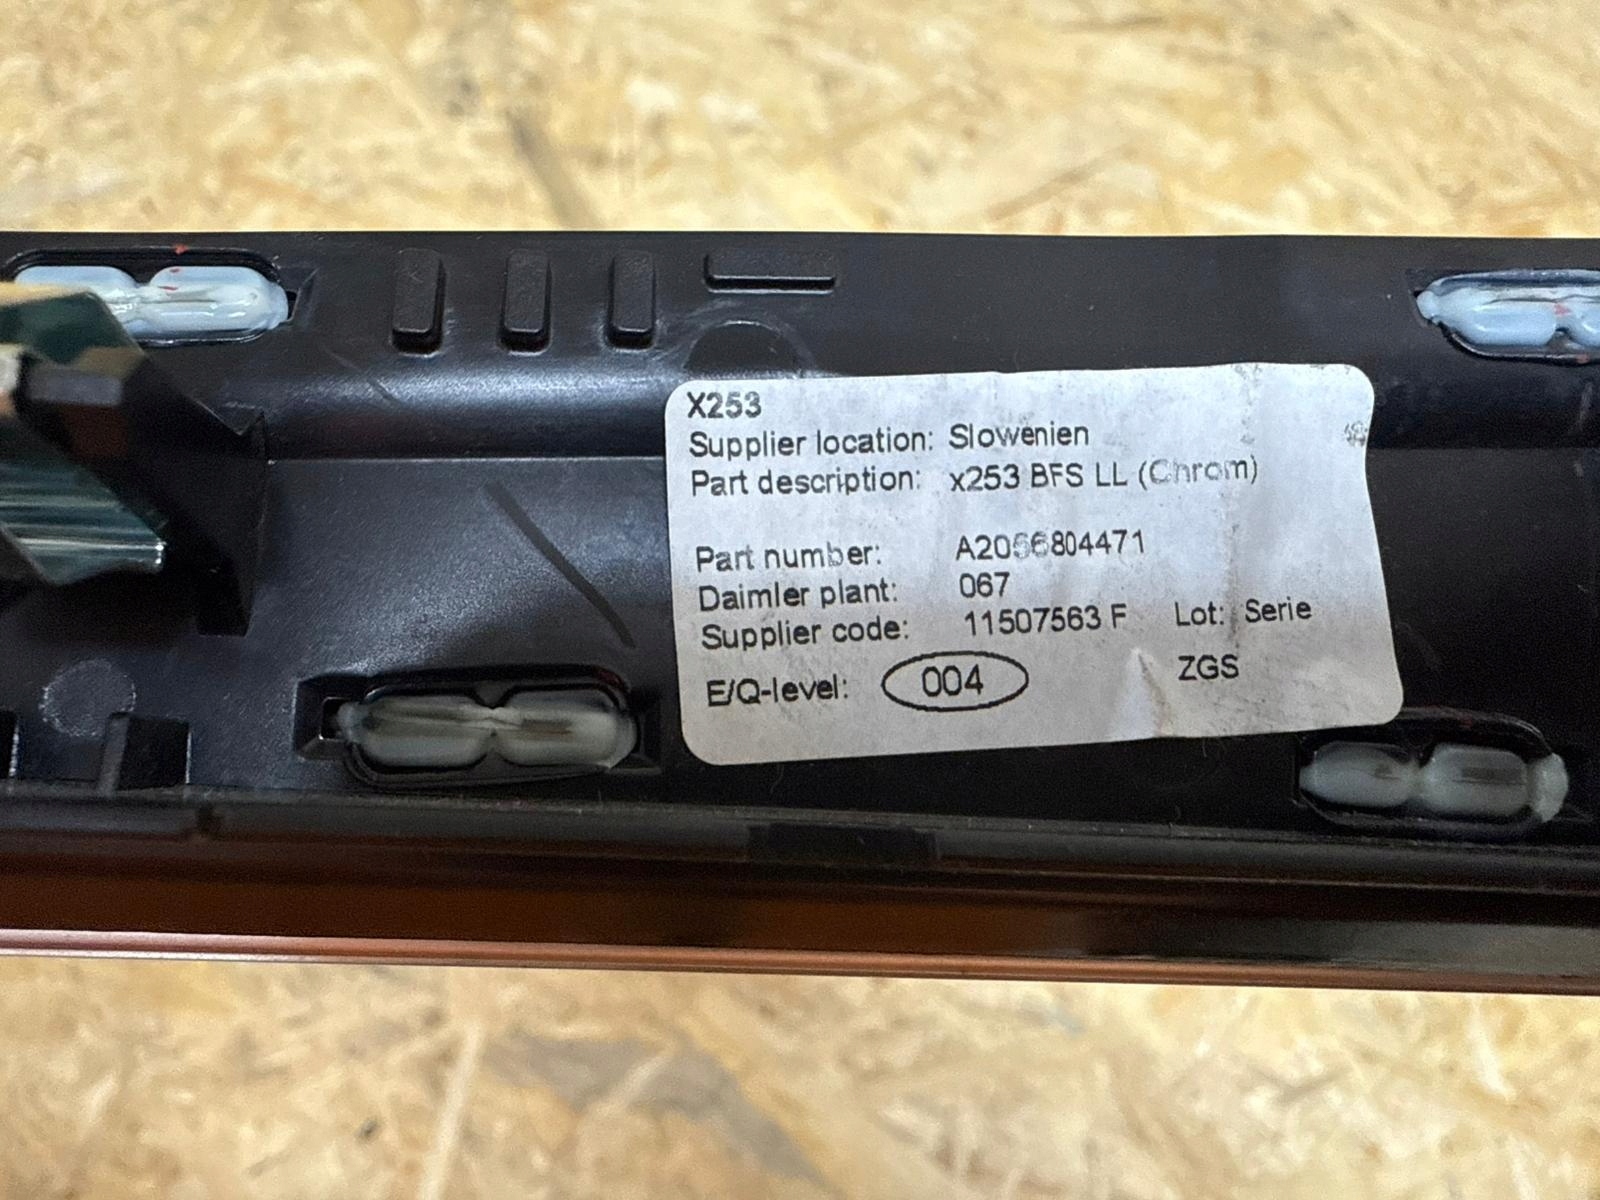 X253
Supplier location: Slowenien
Part description: x253 BFS LL (Chrom)
Part number: A2056804471
Daimler plant: 067
Supplier code: 11507563 F Lot: Serie
E/Q-level: 004 ZGS